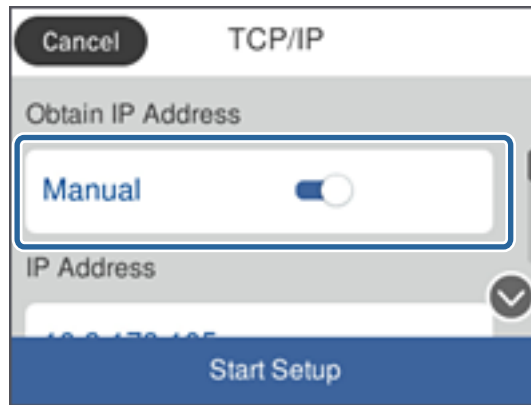 Cancel
TCP/IP
Obtain IP Address
Manual
IP Address
Start Setup